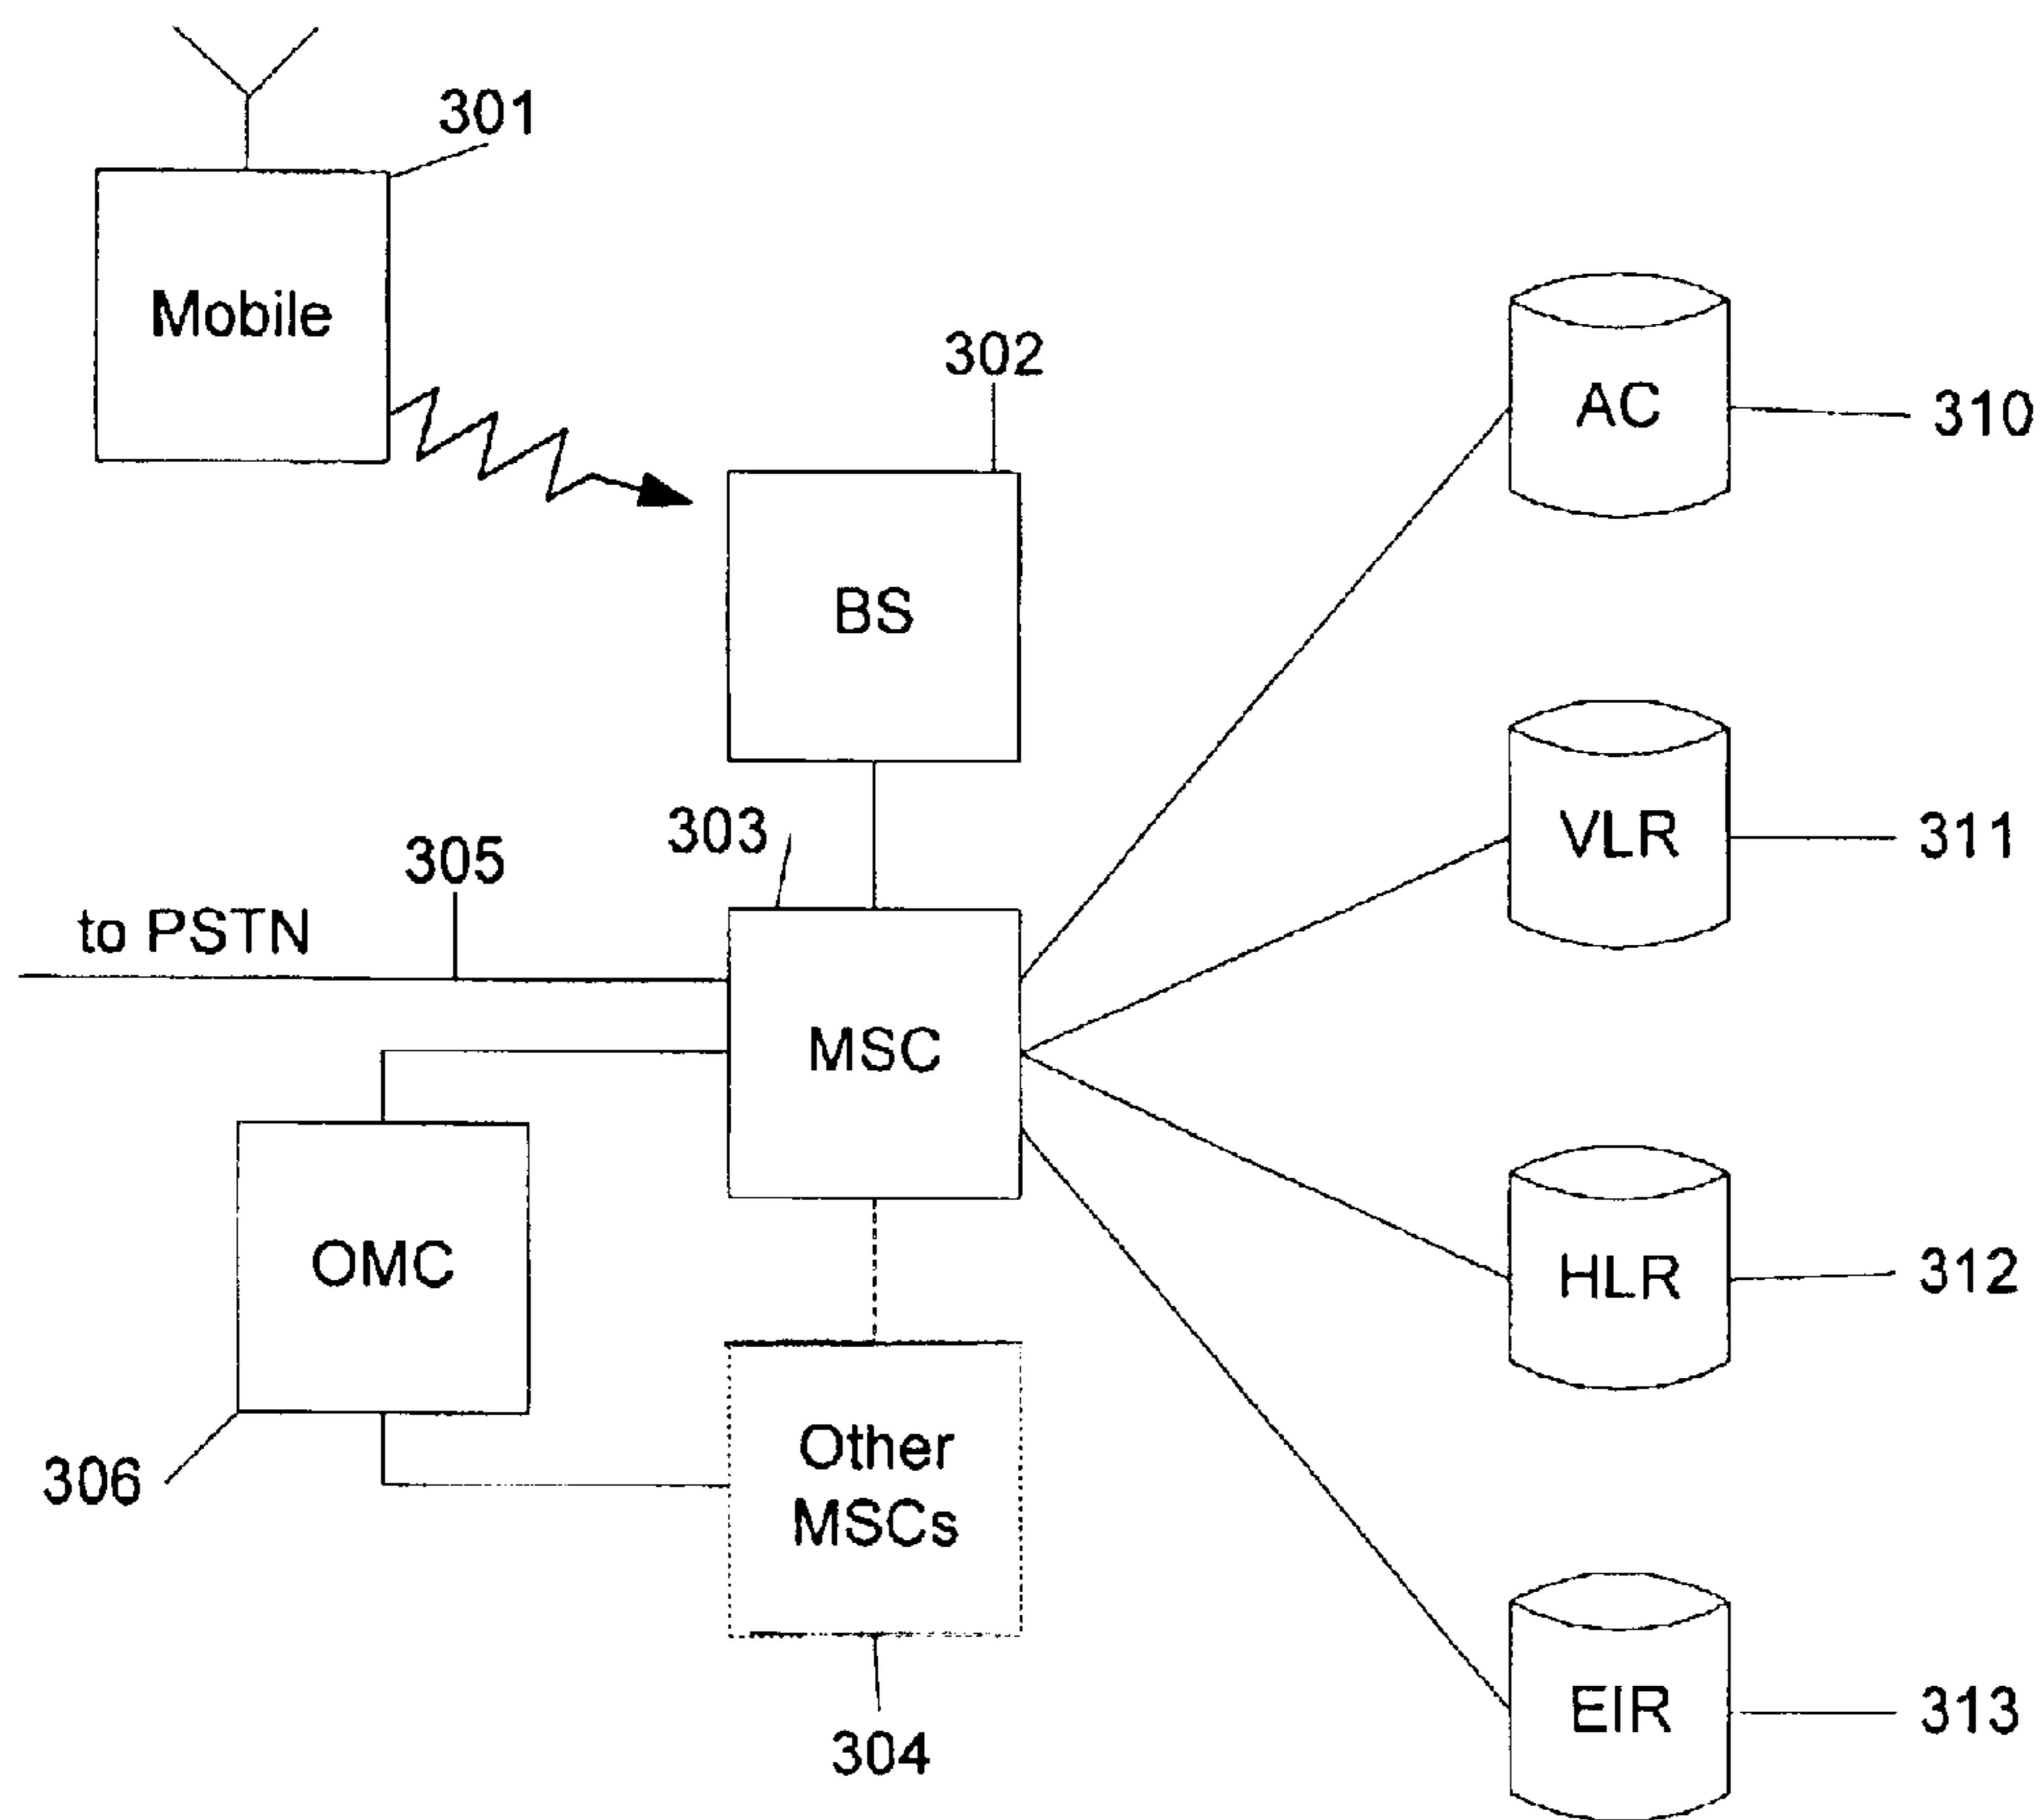 301
Mobile
302
AC
310
BS
303
305
to PSTN
VLR
311
MSC
OMC
HLR
312
306
Other
MSCs
304
EIR
313